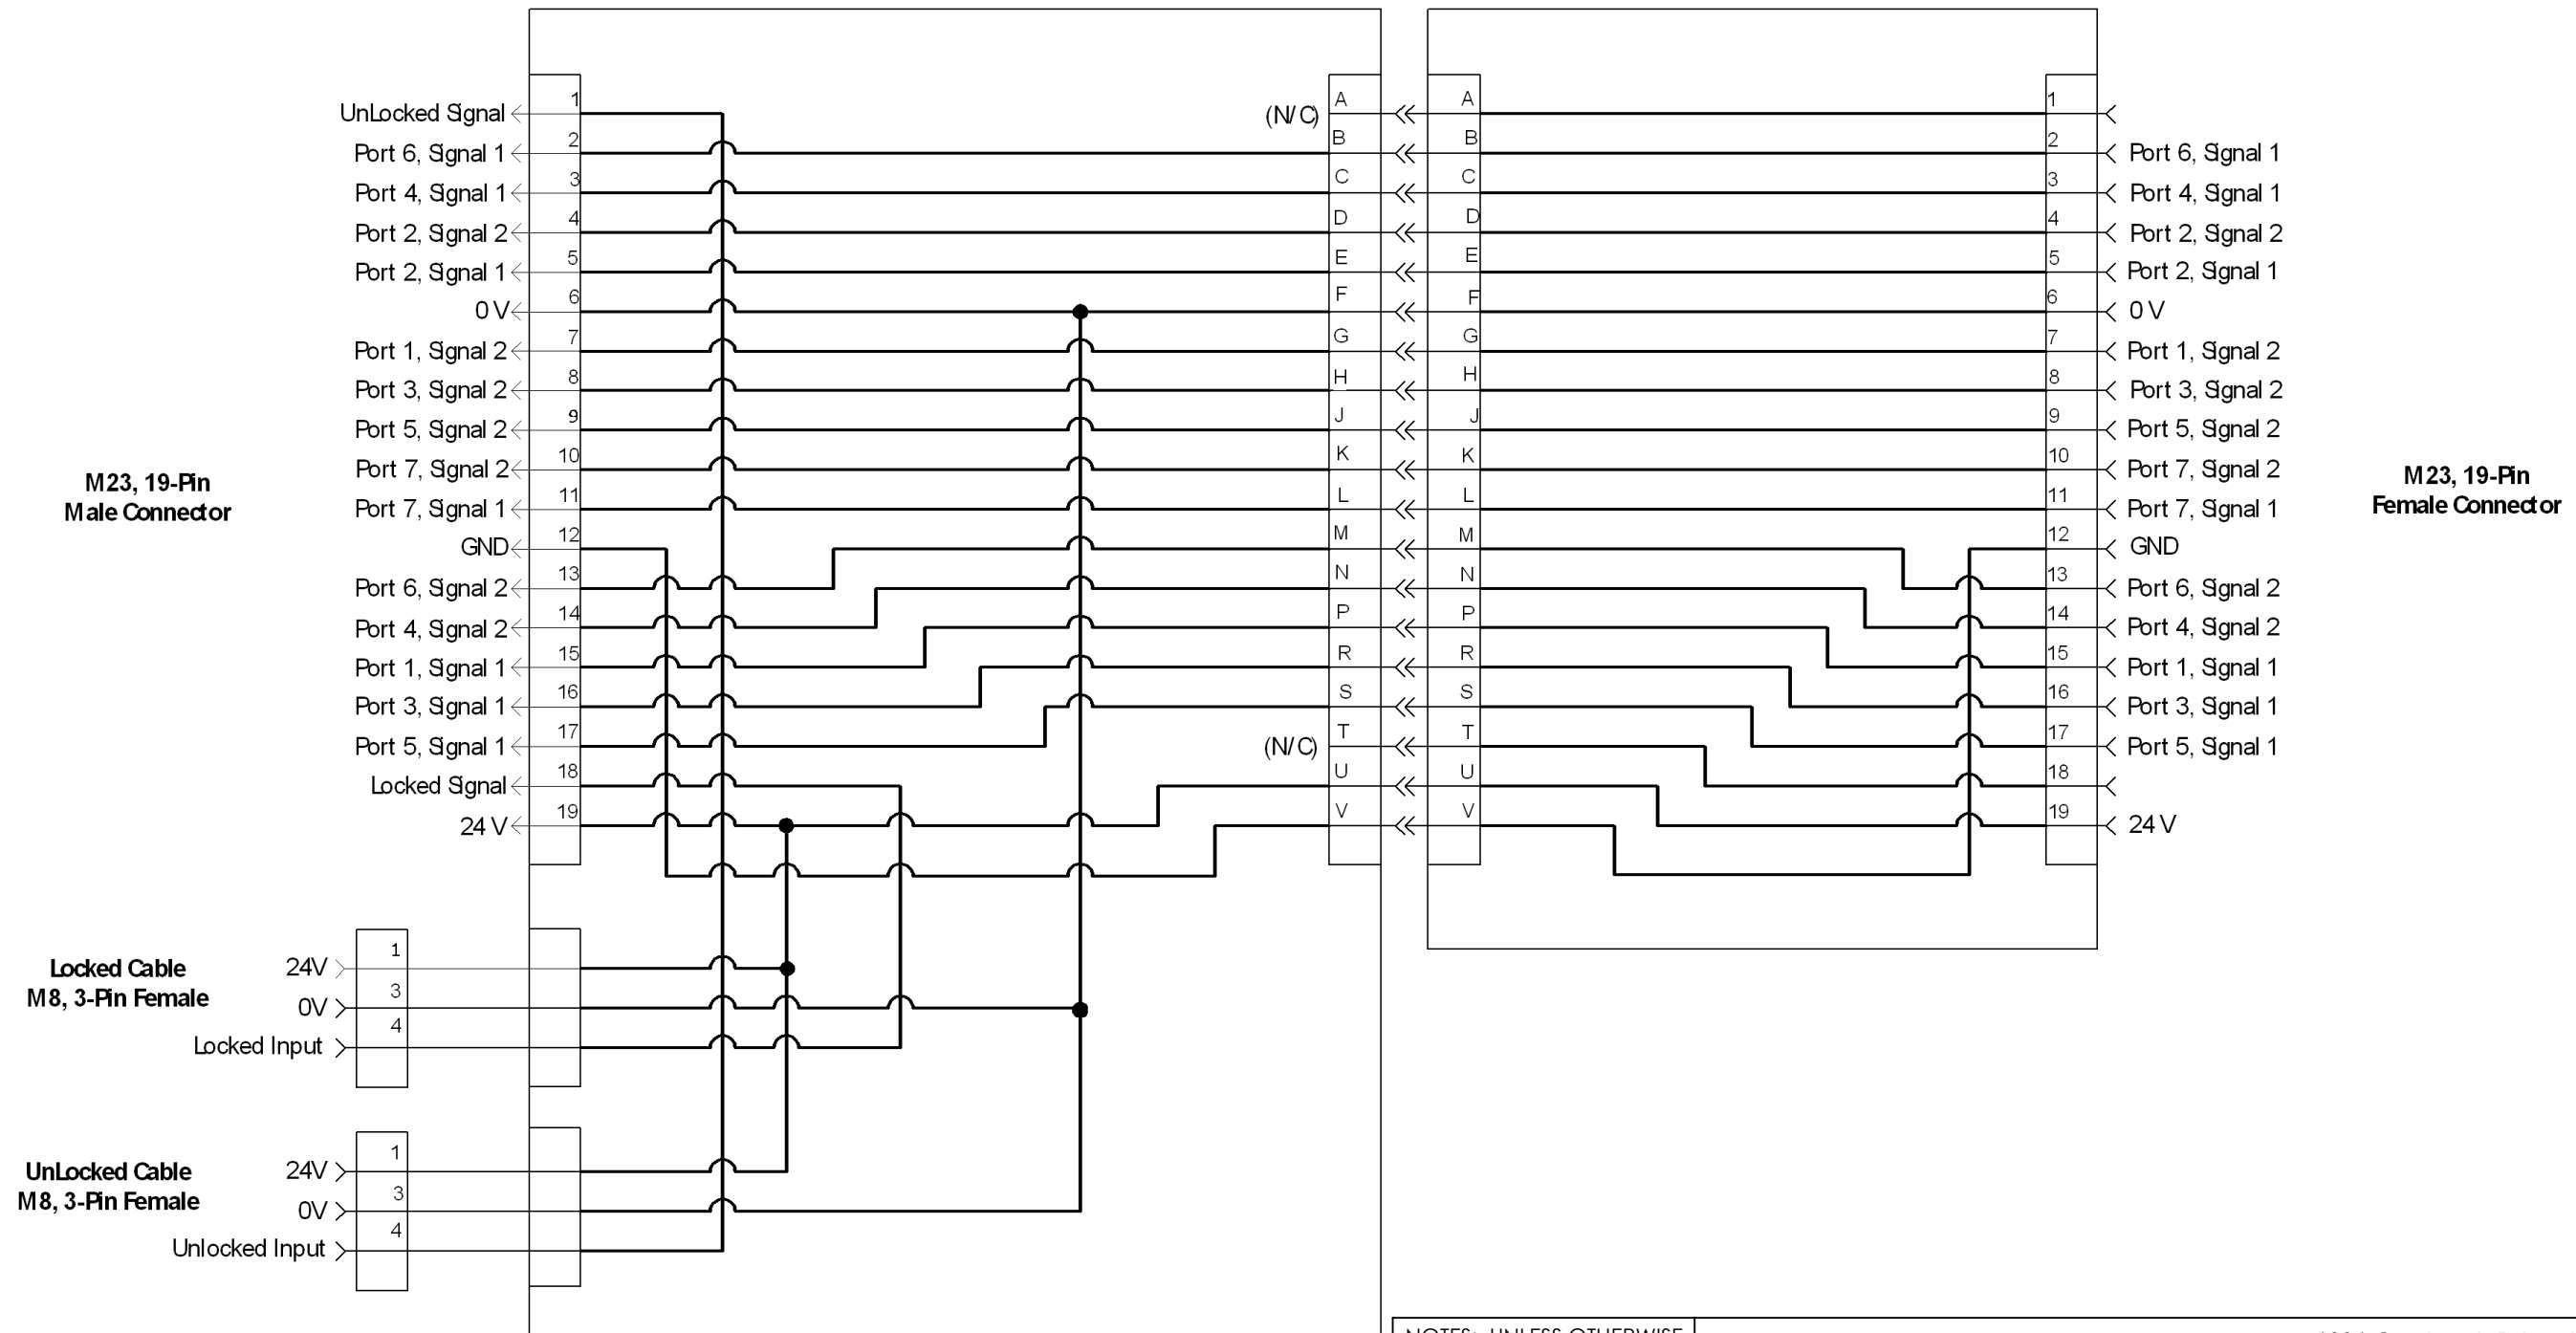 UnLocked Signal
Port 6, Signal 1
Port 4, Signal 1
Port 2, Signal 2
Port 2, Signal 1
0 V
Port 1, Signal 2
Port 3, Signal 2
Port 5, Signal 2
Port 7, Signal 2
Port 7, Signal 1
GND
Port 6, Signal 2
Port 4, Signal 2
Port 1, Signal 1
Port 3, Signal 1
Port 5, Signal 1
Locked Signal
24 V
M23, 19-Pin
Male Connector
1
2
3
4
5
6
7
8
9
10
11
12
13
14
15
16
17
18
19
(N/C)
(N/C)
A
B
C
D
E
F
G
H
J
K
L
M
N
P
R
S
T
U
V
A
B
C
D
E
F
G
H
J
K
L
M
N
P
R
S
T
U
V
1
2
3
4
5
6
7
8
9
10
11
12
13
14
15
16
17
18
19
Port 6, Signal 1
Port 4, Signal 1
Port 2, Signal 2
Port 2, Signal 1
0 V
Port 1, Signal 2
Port 3, Signal 2
Port 5, Signal 2
Port 7, Signal 2
Port 7, Signal 1
GND
Port 6, Signal 2
Port 4, Signal 2
Port 1, Signal 1
Port 3, Signal 1
Port 5, Signal 1
24 V
M23, 19-Pin
Female Connector
Locked Cable
M8, 3-Pin Female
24V
0V
Locked Input
1
3
4
UnLocked Cable
M8, 3-Pin Female
24V
0V
Unlocked Input
1
3
4
NOTES: UNLESS OTHERWISE